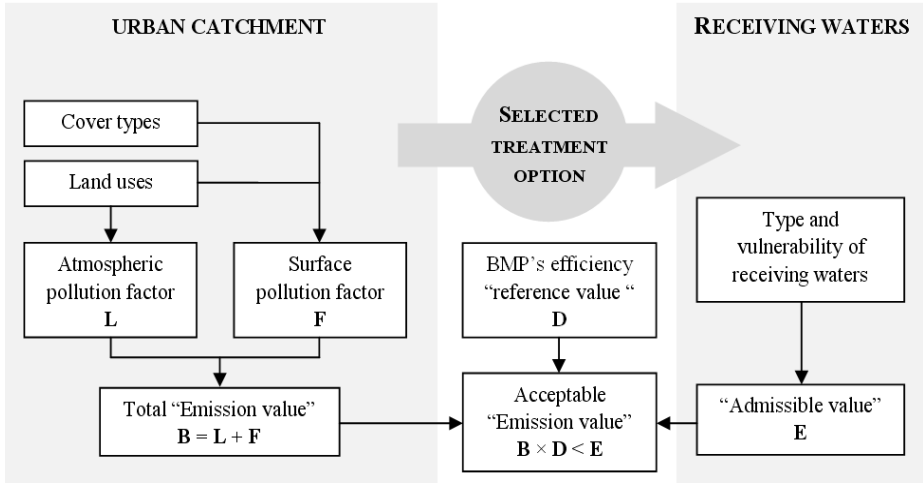 URBAN CATCHMENT
RECEIVING WATERS
SELECTED
TREATMENT
OPTION
Cover types
Land uses
Atmospheric
pollution factor
L
Surface
pollution factor
F
BMP's efficiency
“reference value “
D
Type and
vulnerability of
receiving waters
Total “Emission value”
B = L + F
Acceptable
“Emission value”
B × D < E
“Admissible value”
E